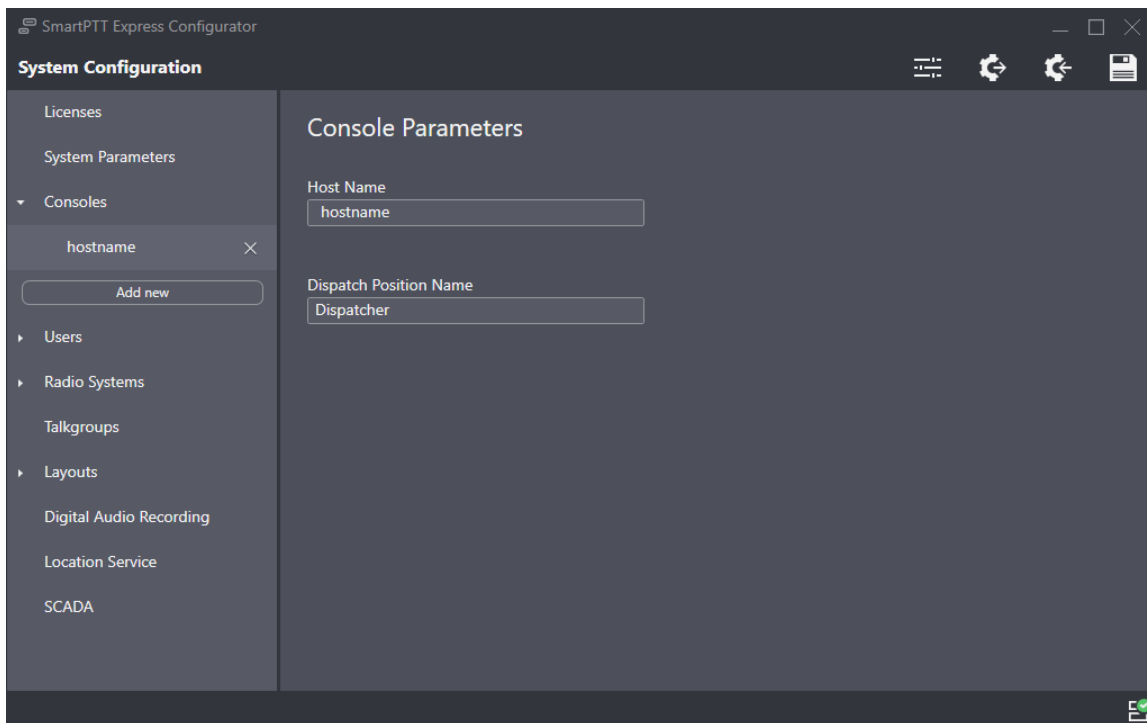 SmartPTT Express Configurator
System Configuration
Licenses
System Parameters
Consoles
hostname
Add new
Users
Radio Systems
Talkgroups
Layouts
Digital Audio Recording
Location Service
SCADA
Console Parameters
Host Name
hostname
Dispatch Position Name
Dispatcher